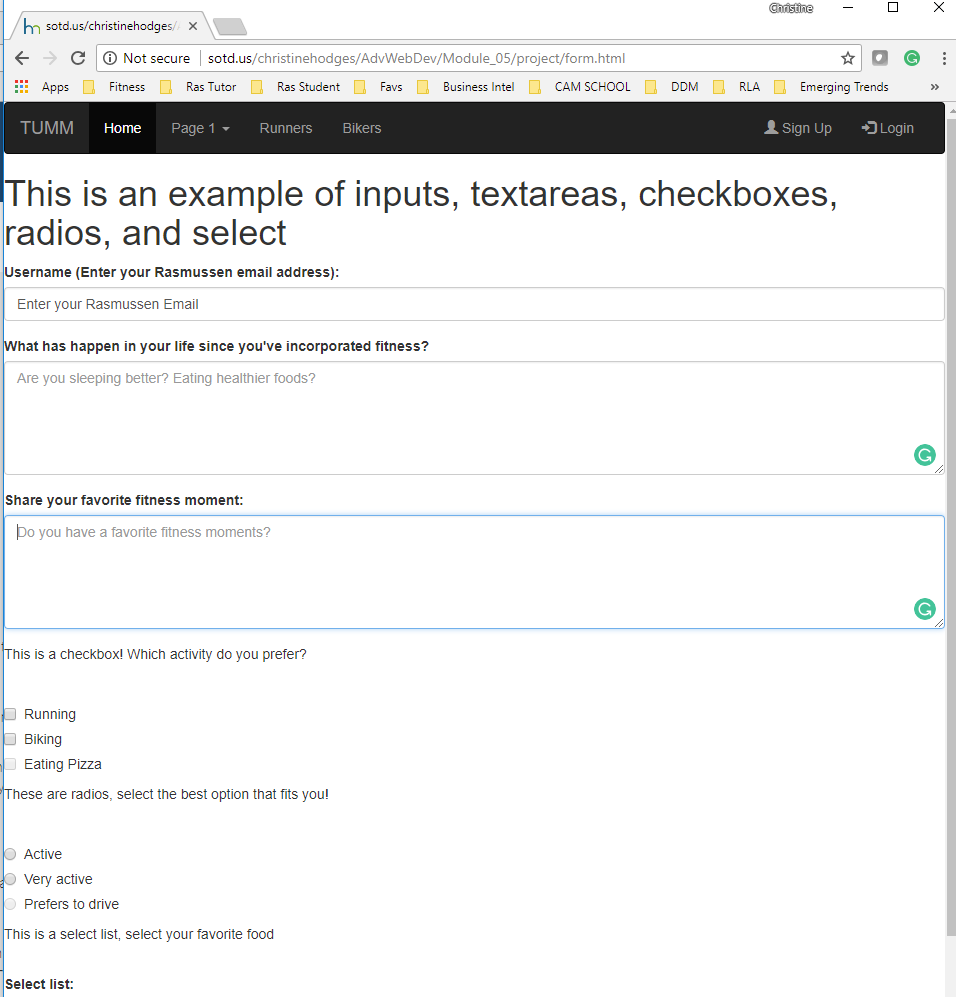 Christine
sotd.us/christinehodges/
Not secure sotd.us/christinehodges/AdvWebDev/Module_05/project/form.html
Apps Fitness Ras Tutor Ras Student Favs Business Intel CAM SCHOOL DDM RLA Emerging Trends »
TUMM Home Page 1 Runners Bikers Sign Up Login
This is an example of inputs, textareas, checkboxes,
radios, and select
Username (Enter your Rasmussen email address):
Enter your Rasmussen Email
What has happen in your life since you've incorporated fitness?
Are you sleeping better? Eating healthier foods?
Share your favorite fitness moment:
Do you have a favorite fitness moments?
This is a checkbox! Which activity do you prefer?
Running
Biking
Eating Pizza
These are radios, select the best option that fits you!
Active
Very active
Prefers to drive
This is a select list, select your favorite food
Select list: